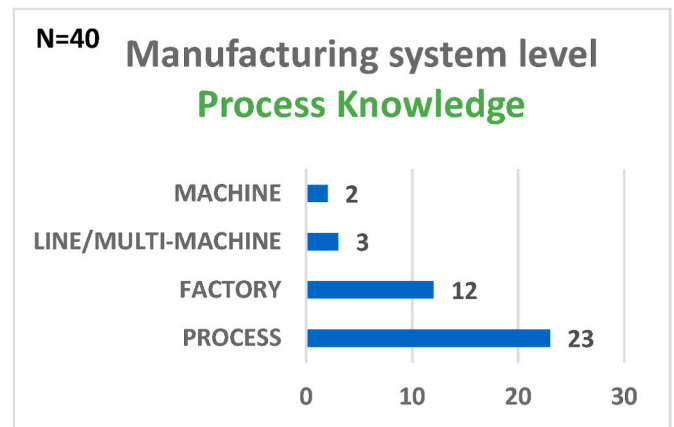 N=40
Manufacturing system level
Process Knowledge
MACHINE 2
LINE/MULTI-MACHINE 3
FACTORY 12
PROCESS 23
0 10 20 30